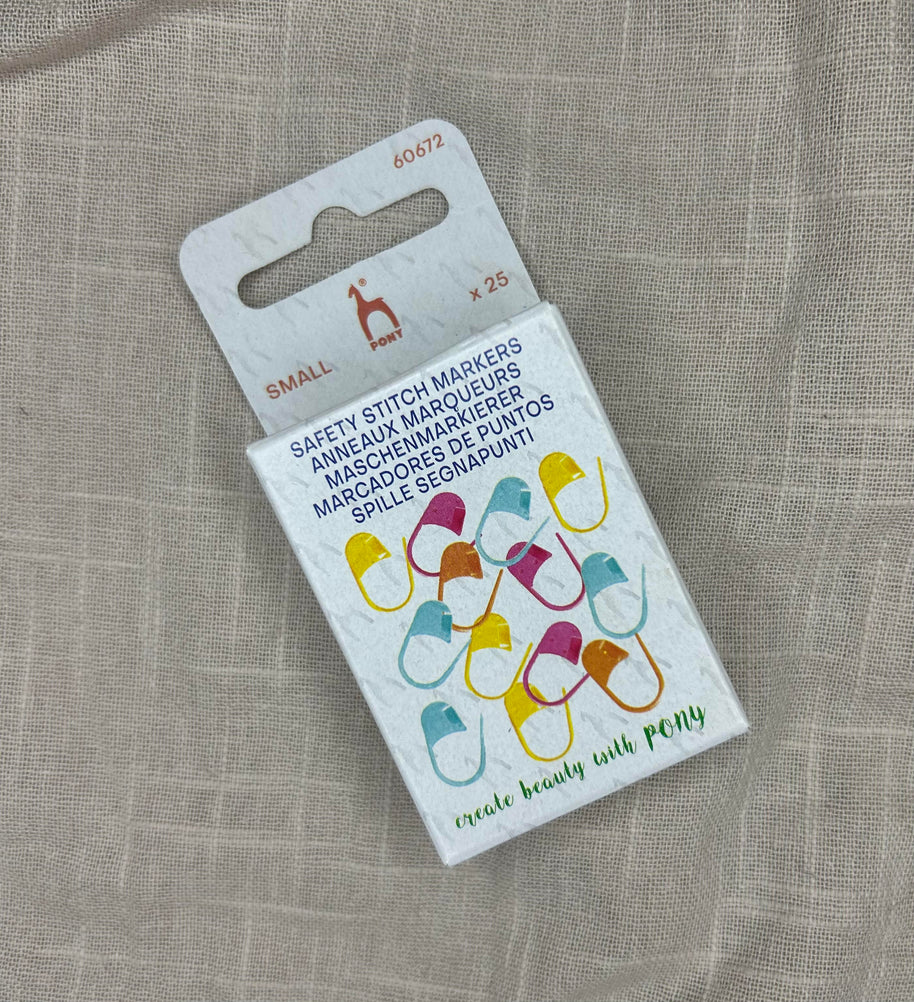 60672
x 25
®
PONY
SMALL
SAFETY STITCH MARKERS
ANNEAUX MARQUEURS
MASCHENMARKIERER
MARCADORES DE PUNTOS
SPILLE SEGNAPUNTI
create beauty with PONY